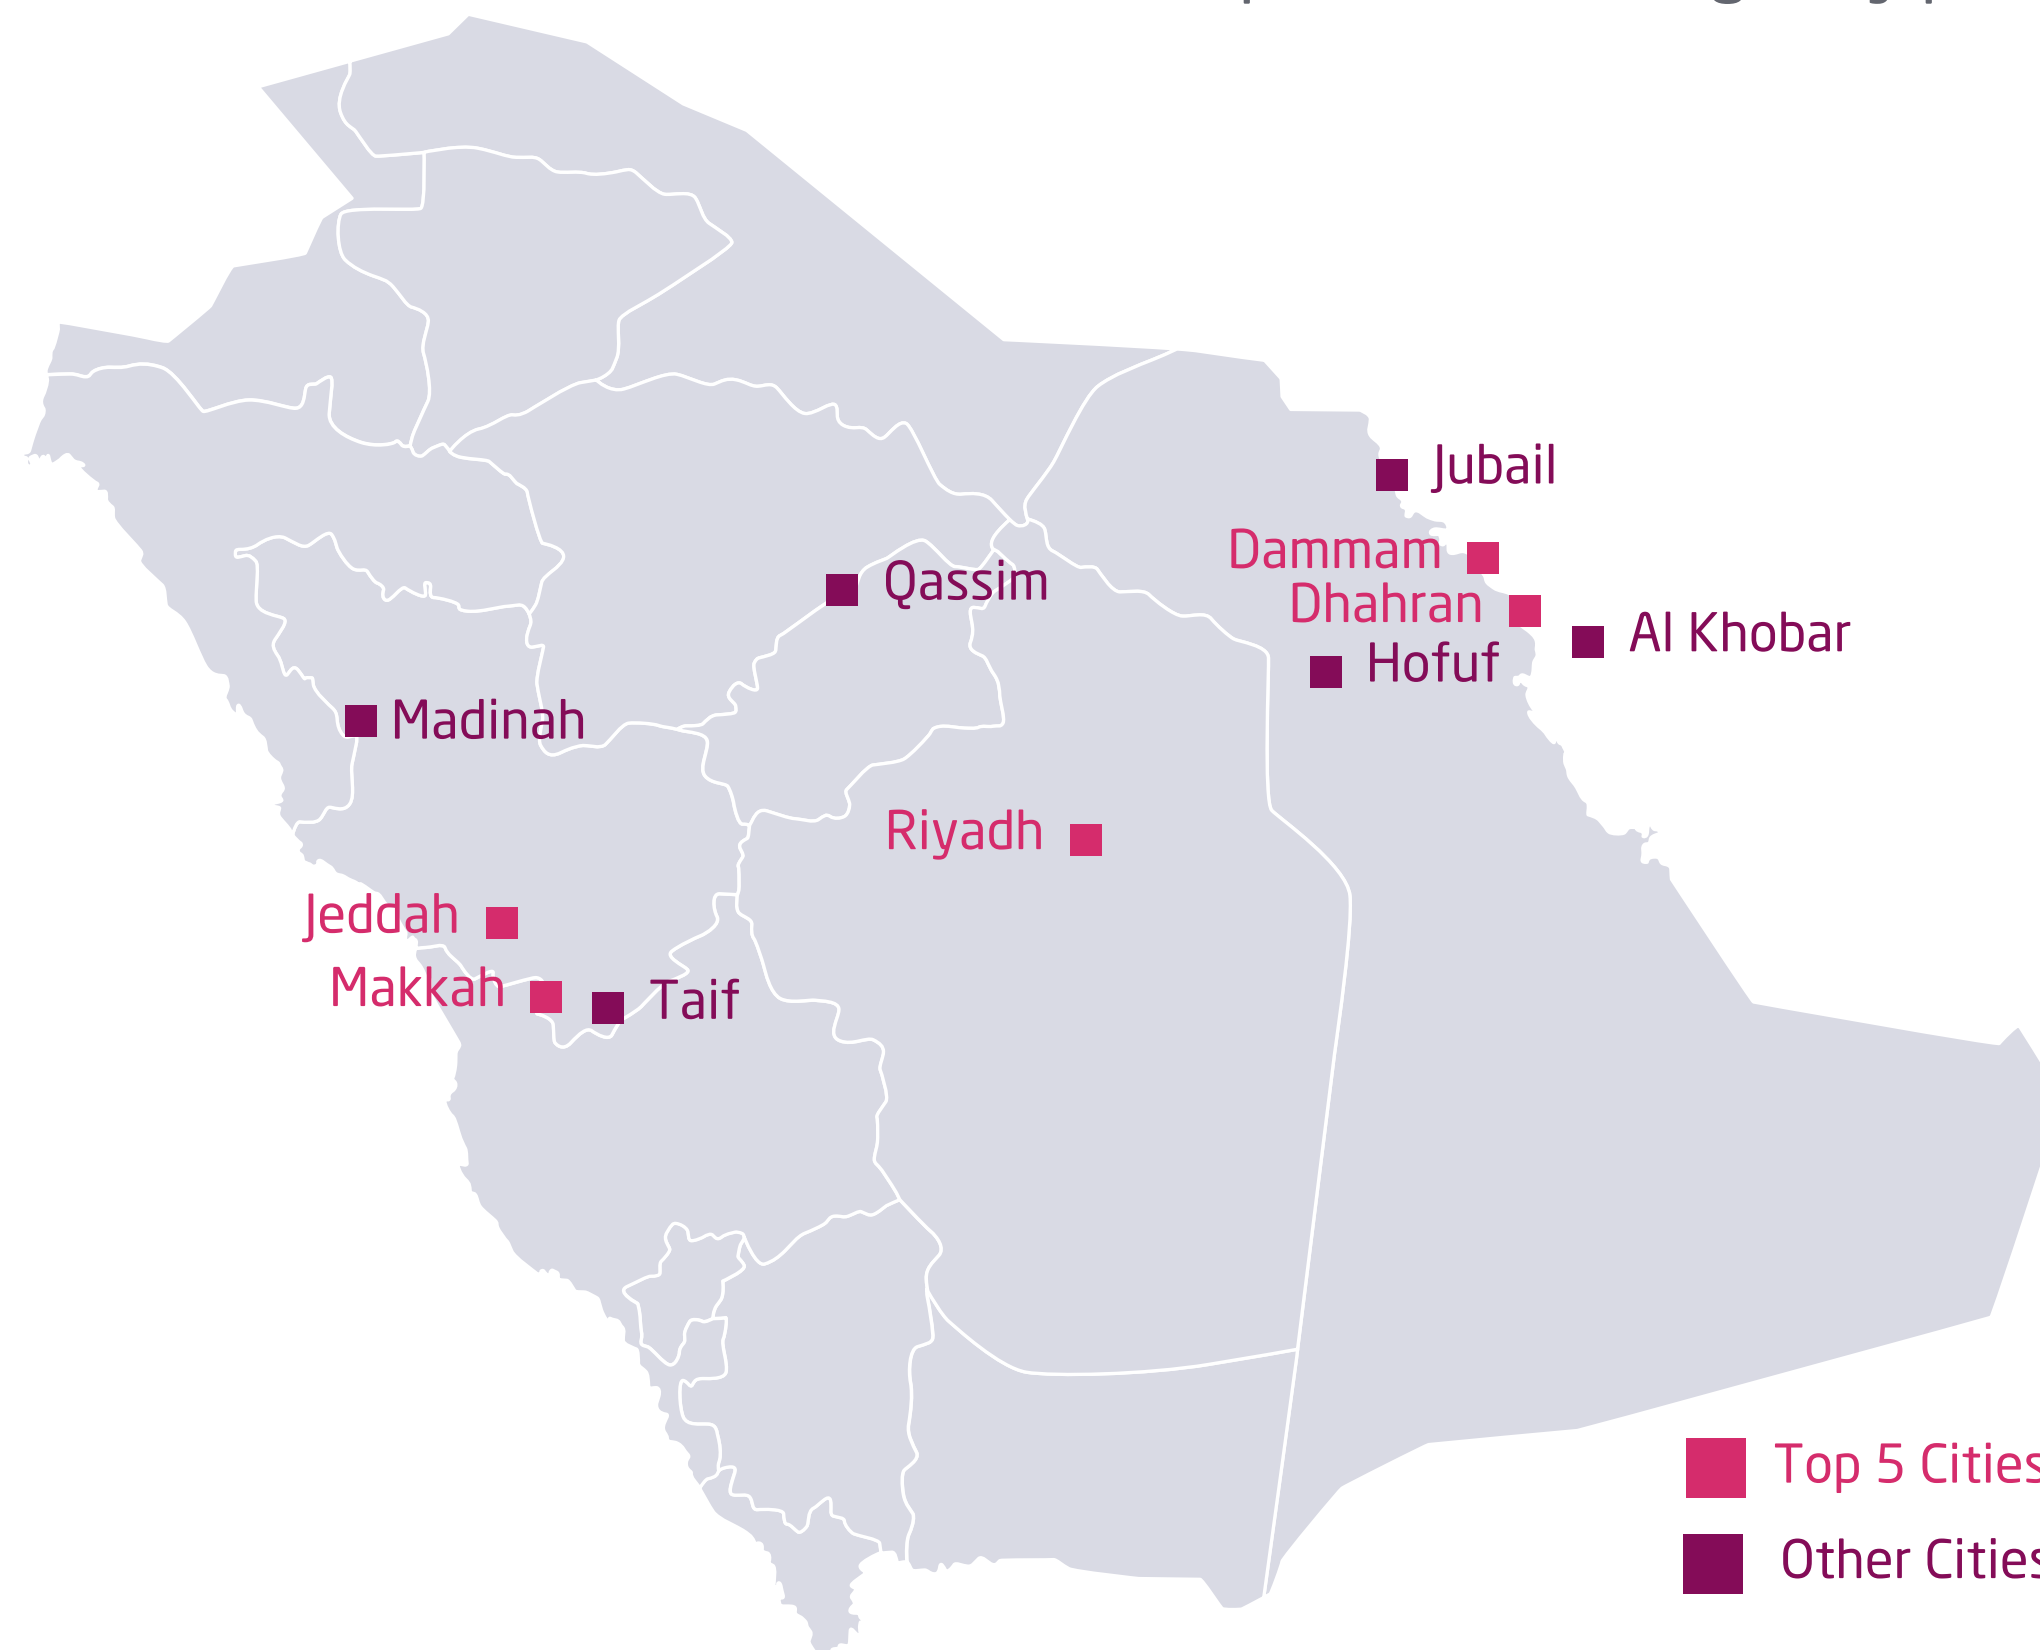 Jubail
Dammam
Qassim
Dhahran
Al Khobar
Hofuf
Madinah
Riyadh
Jeddah
Makkah
Taif
Top 5 Cities
Other Cities